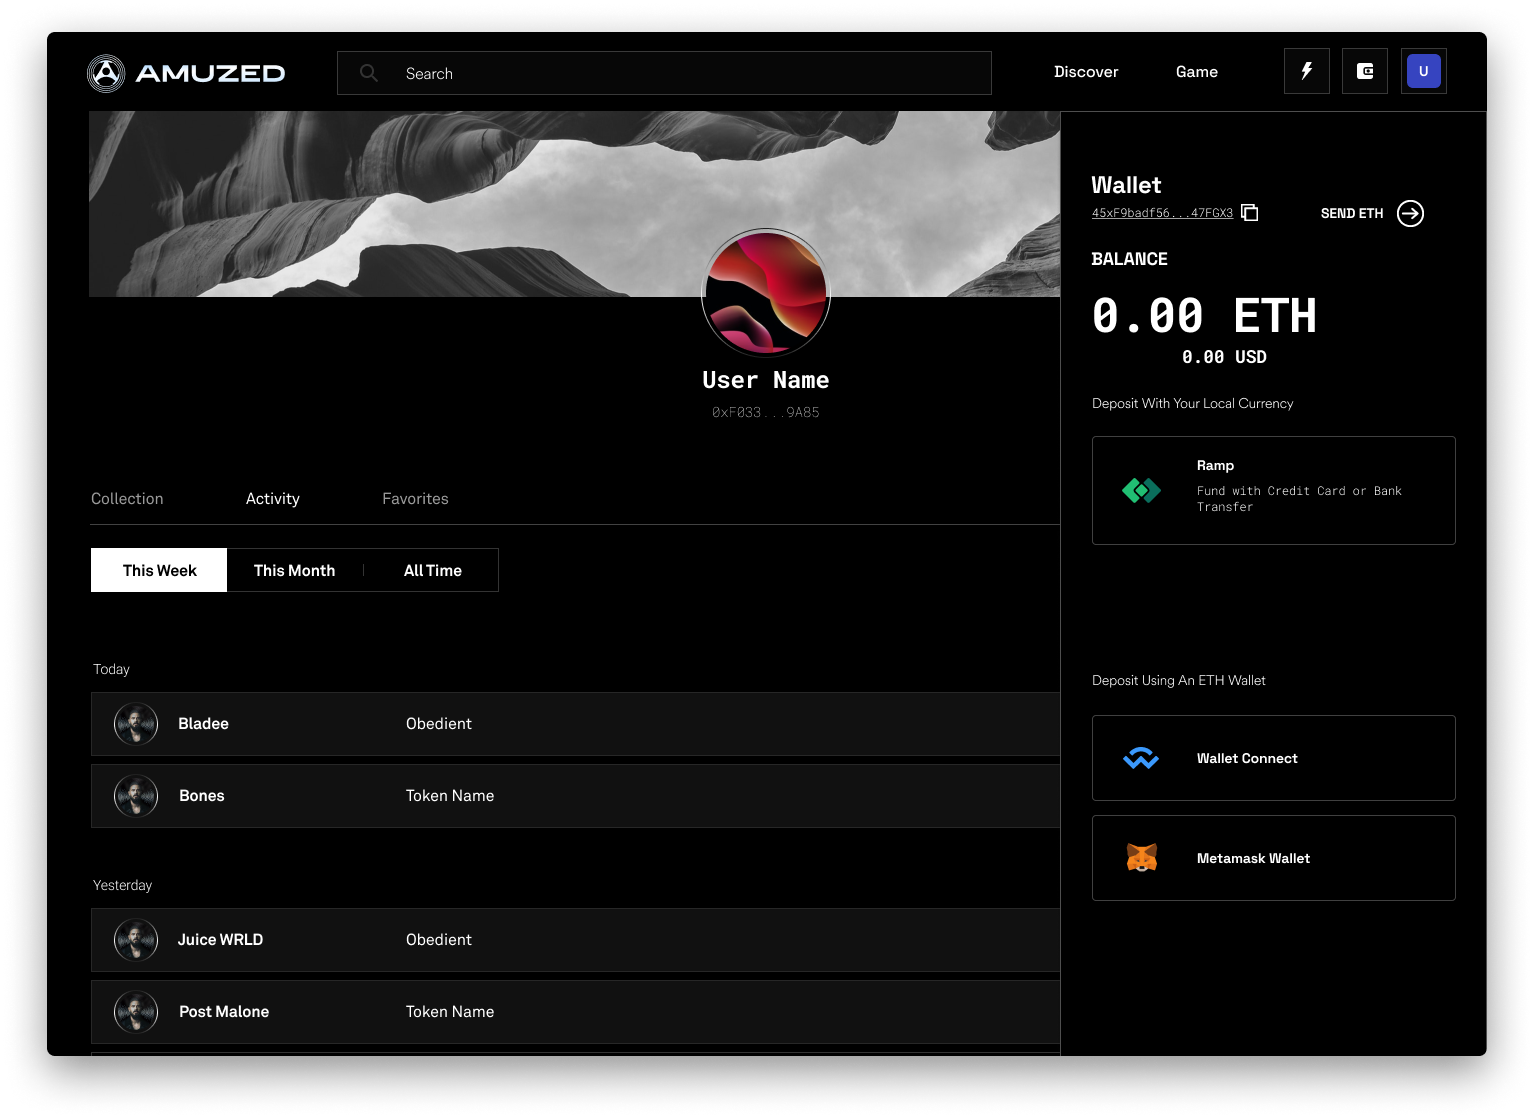 AMUZED
Search
Discover
Game
U
Wallet
45xF9badf56...47FGX3
SEND ETH
BALANCE
0.00 ETH
0.00 USD
Deposit With Your Local Currency
Ramp
Fund with Credit Card or Bank
Transfer
Deposit Using An ETH Wallet
Wallet Connect
Metamask Wallet
User Name
0xF033...9A85
Collection
Activity
Favorites
This Week
This Month
All Time
Today
Bladee
Obedient
Bones
Token Name
Yesterday
Juice WRLD
Obedient
Post Malone
Token Name